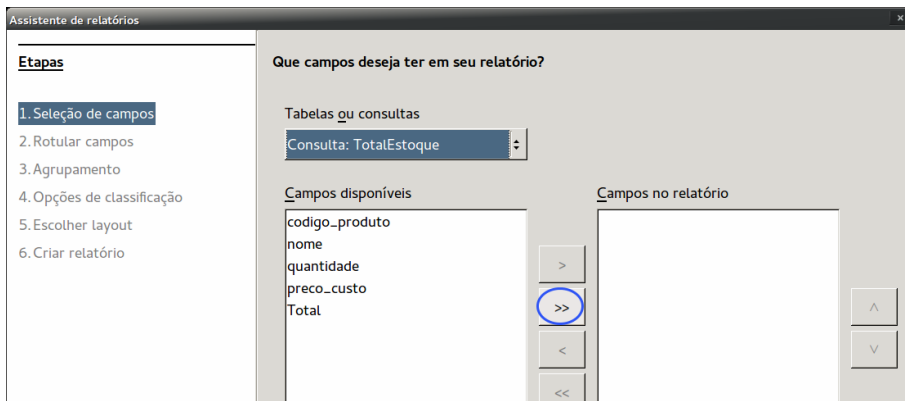 Assistente de relatórios
×
Etapas
1. Seleção de campos
2. Rotular campos
3. Agrupamento
4. Opções de classificação
5. Escolher layout
6. Criar relatório
Que campos deseja ter em seu relatório?
Tabelas ou consultas
Consulta: TotalEstoque
Campos disponíveis
codigo_produto
nome
quantidade
preco_custo
Total
>
>>
<
<<
Campos no relatório